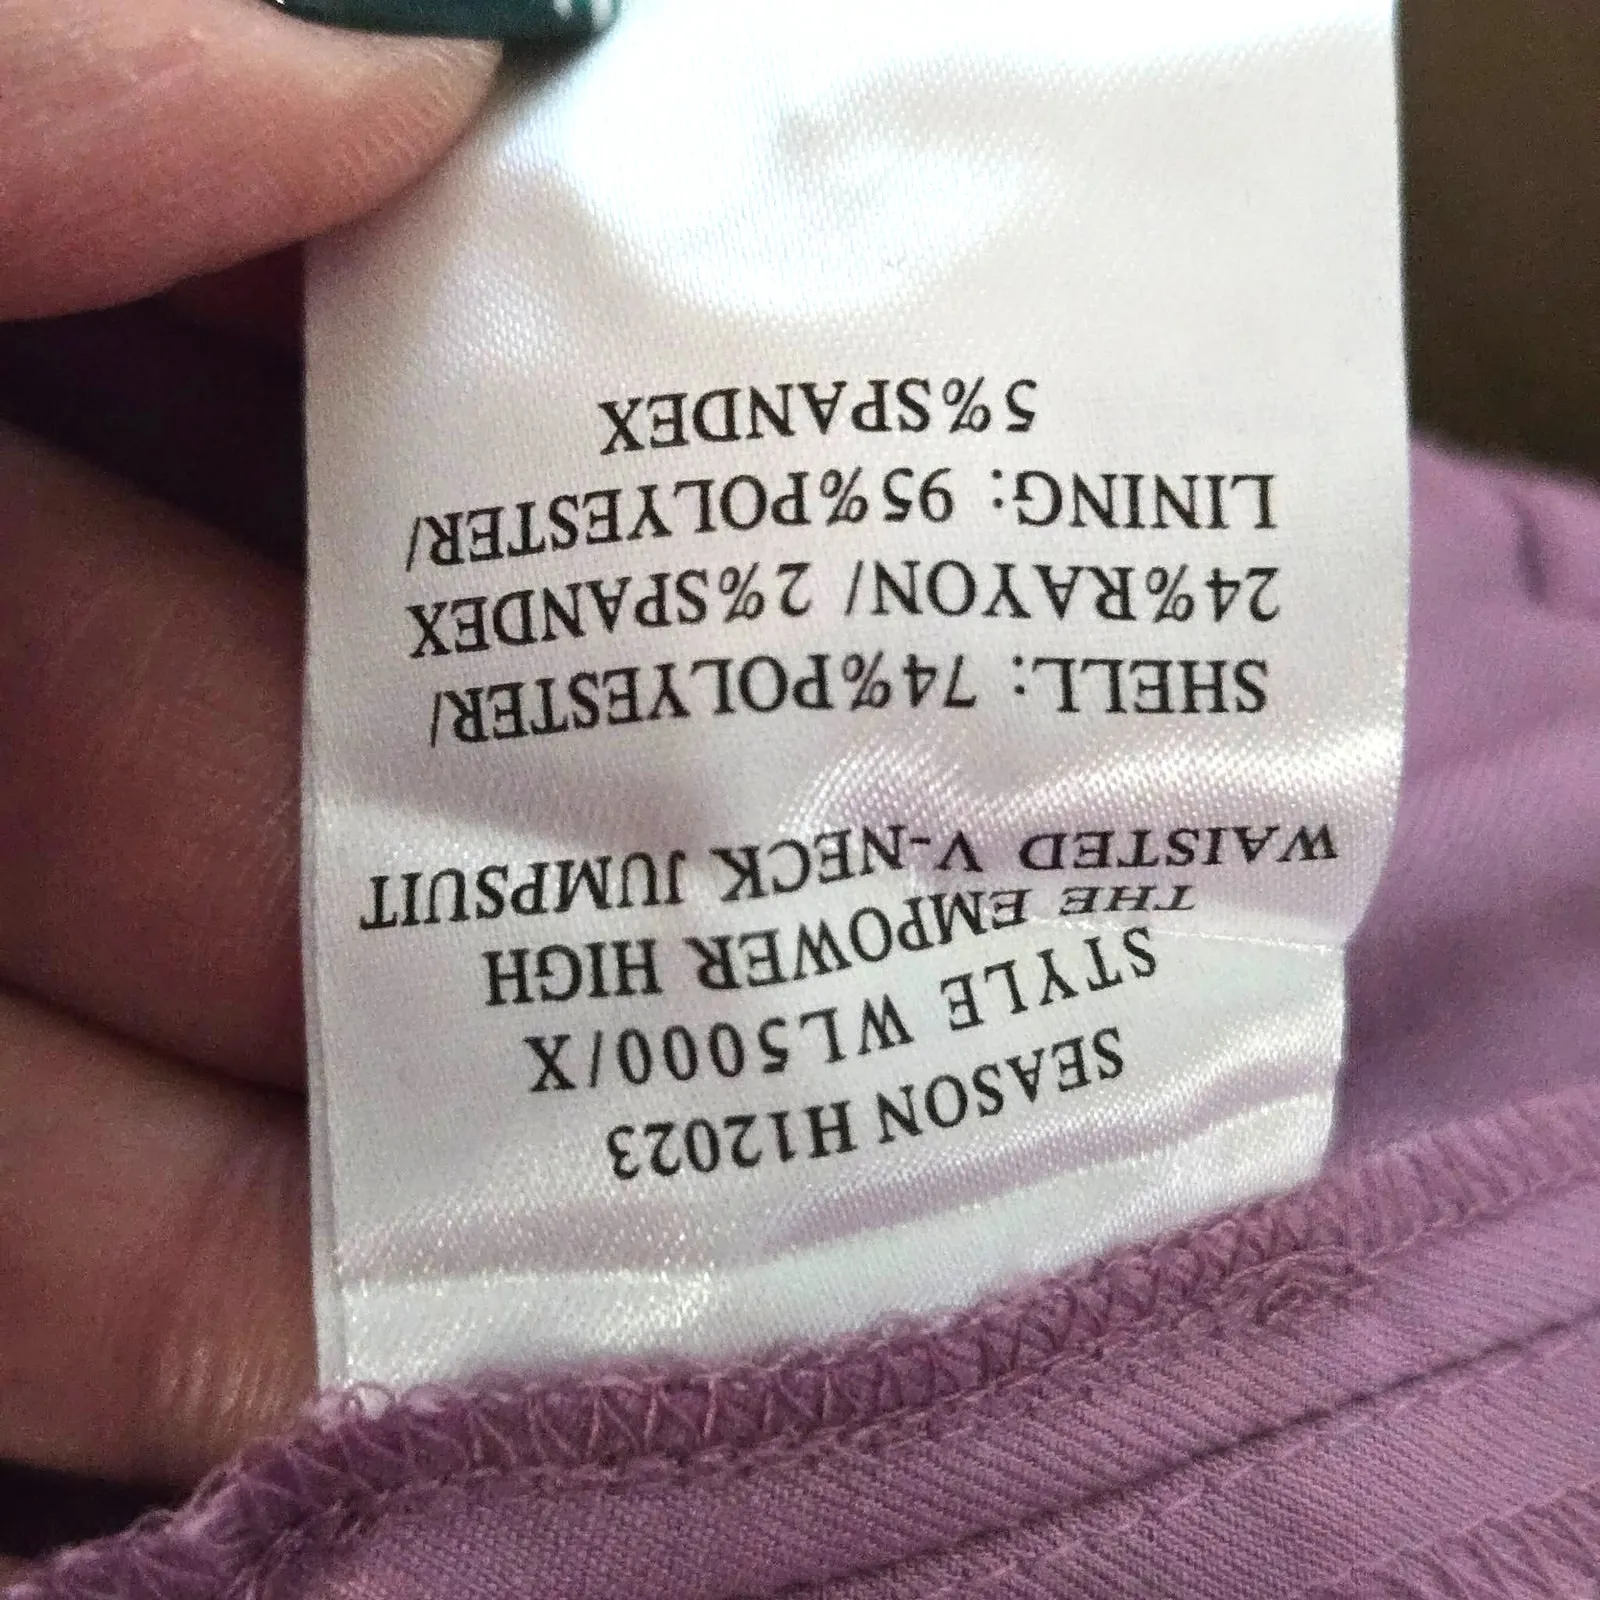 SEASON H12023
STYLE WL5000/X
THE EMPOWER HIGH
WAISTED V-NECK JUMPSUIT
SHELL: 74%POLYESTER/
24%RAYON/ 2%SPANDEX
LINING: 95%POLYESTER/
5%SPANDEX